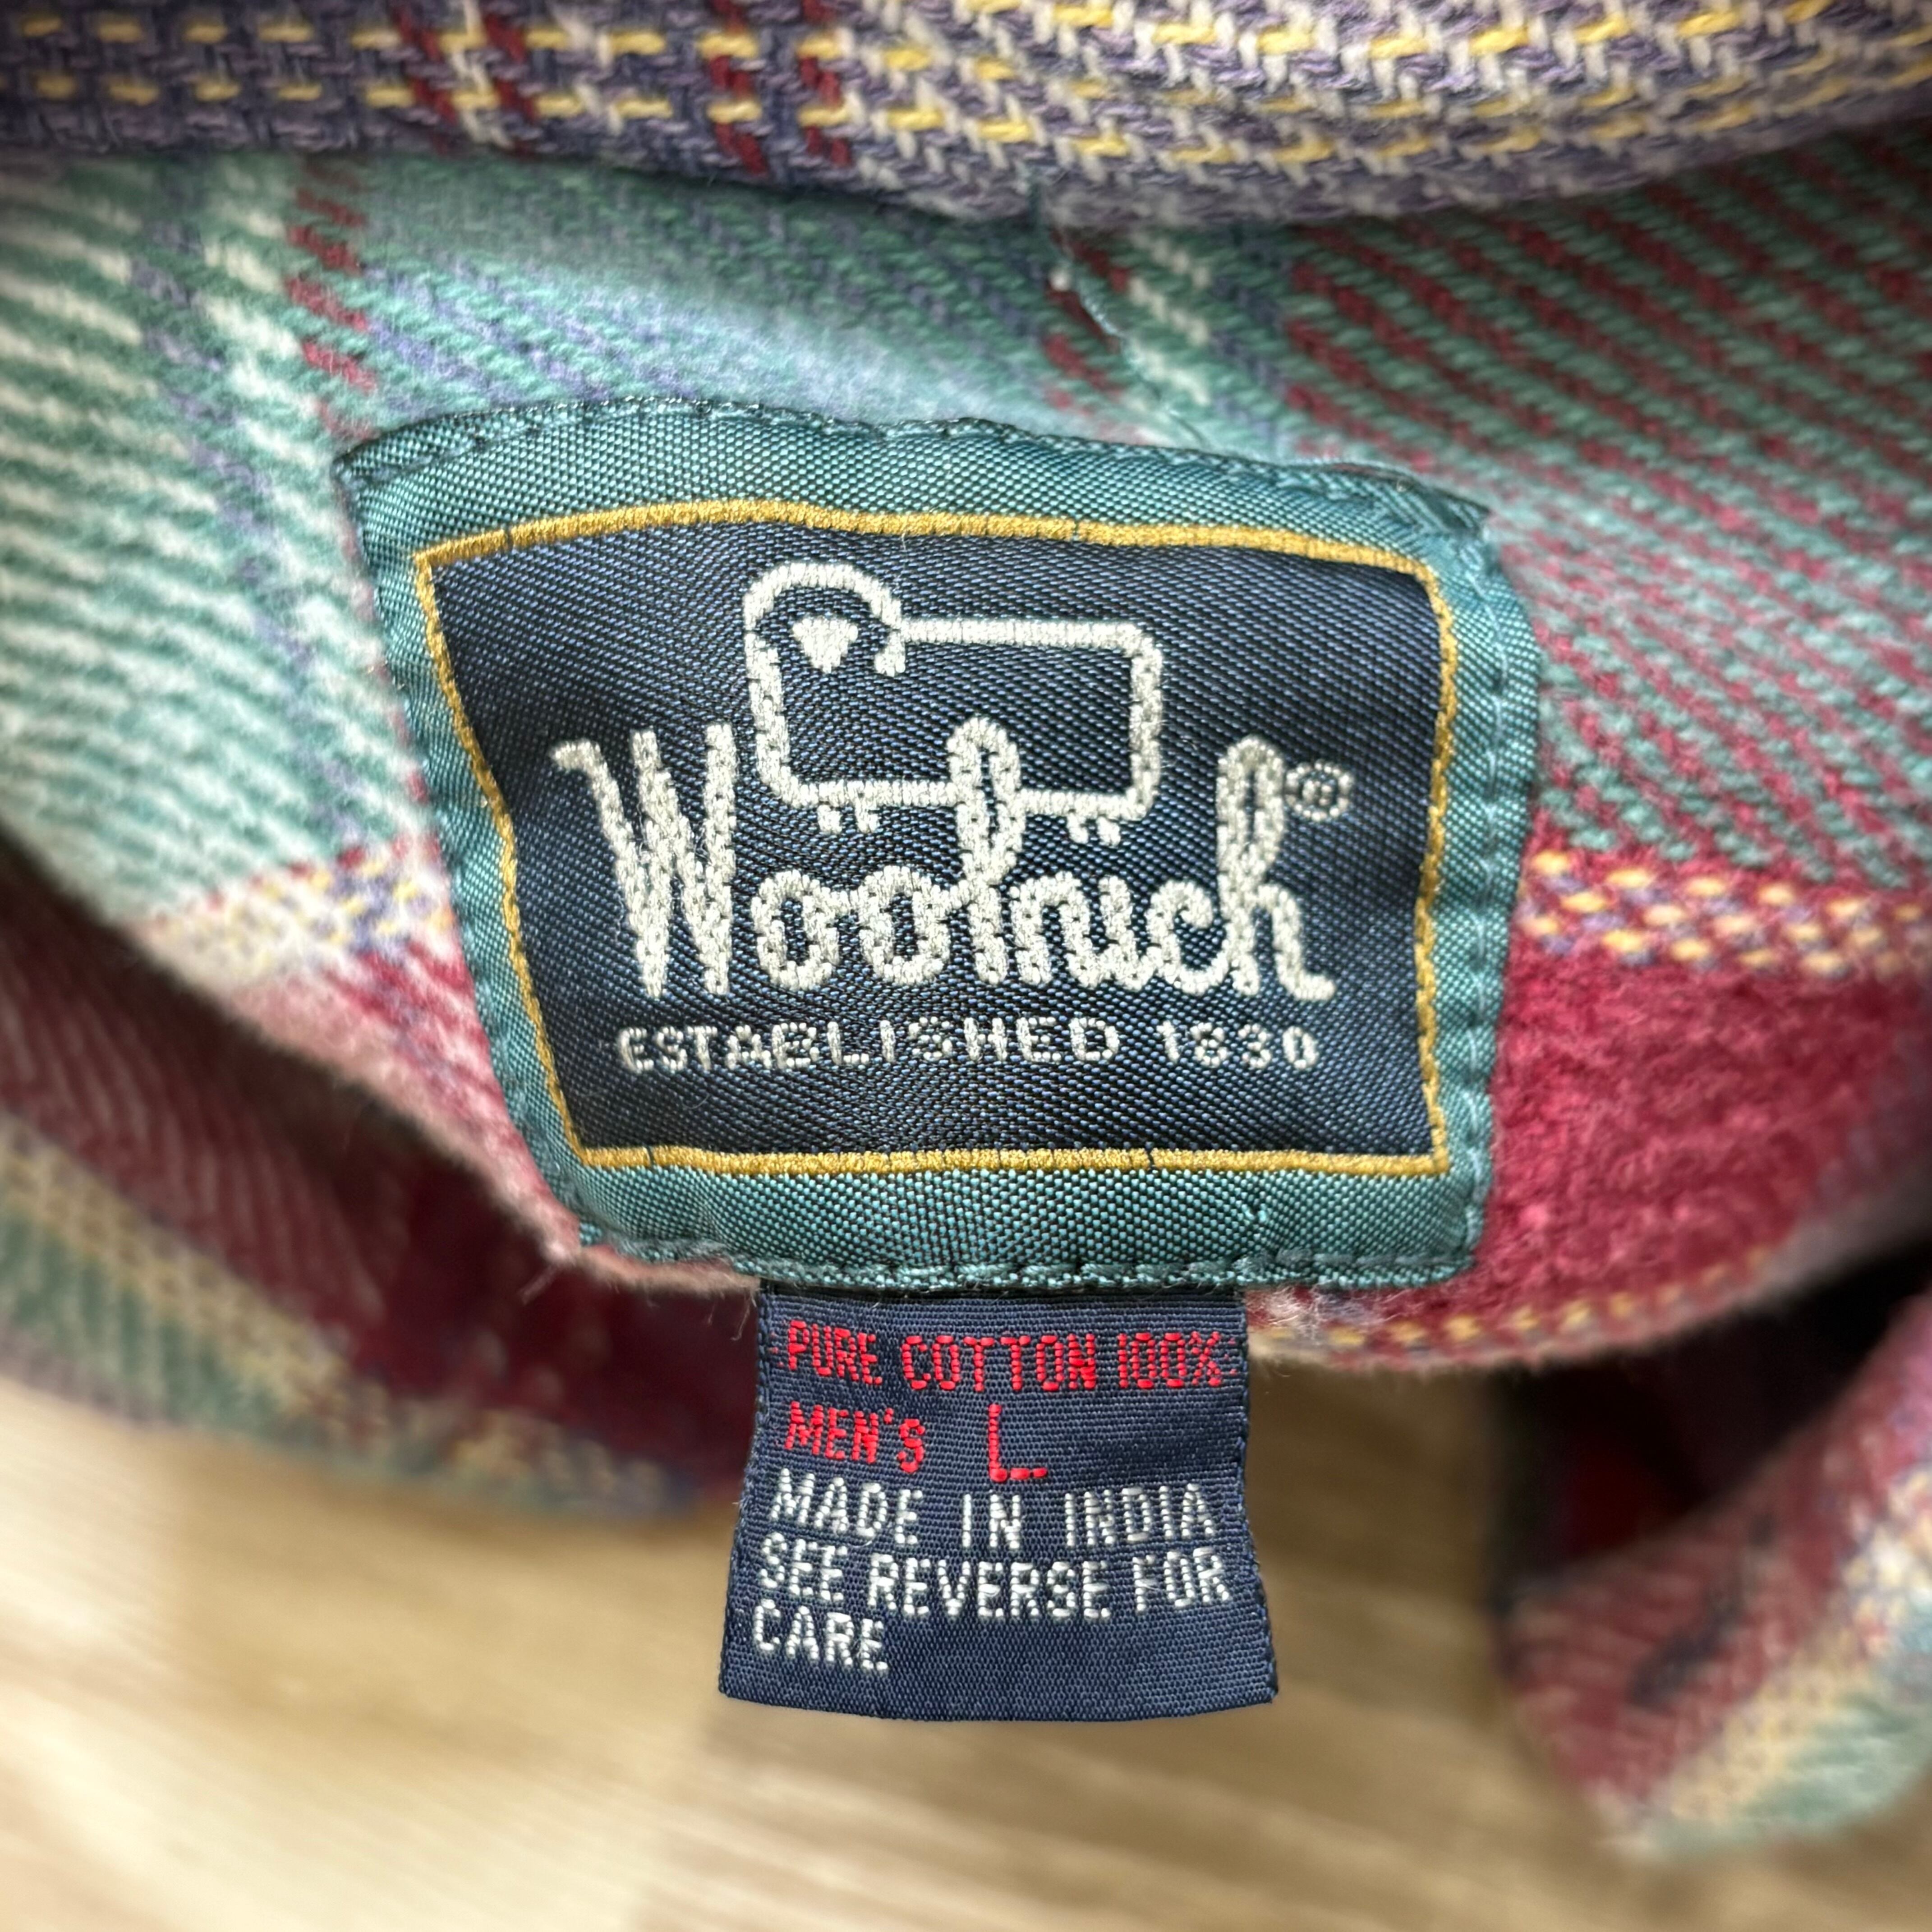 Woolrich®
ESTABLISHED 1830
PURE COTTON 100%
MEN'S L
MADE IN INDIA
SEE REVERSE FOR
CARE